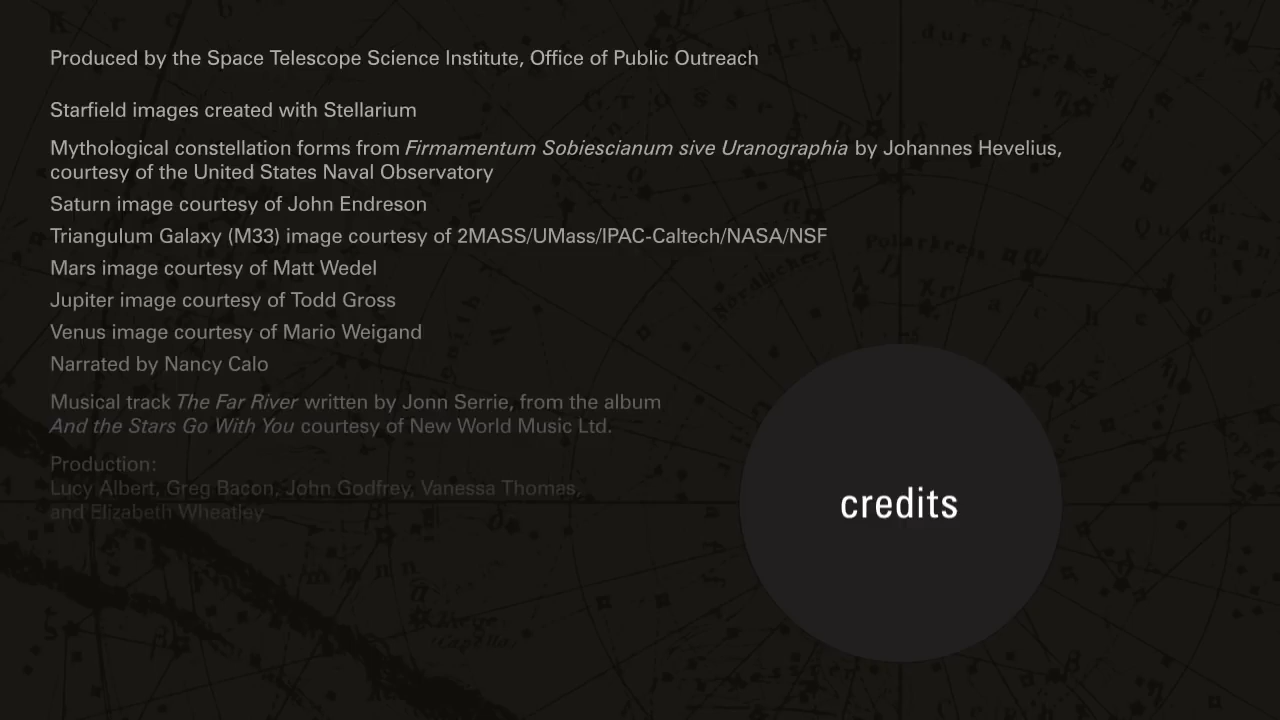 Produced by the Space Telescope Science Institute, Office of Public Outreach
Starfield images created with Stellarium
Mythological constellation forms from Firmamentum Sobiescianum sive Uranographia by Johannes Hevelius,
courtesy of the United States Naval Observatory
Saturn image courtesy of John Endreson
Triangulum Galaxy (M33) image courtesy of 2MASS/UMass/IPAC-Caltech/NASA/NSF
Mars image courtesy of Matt Wedel
Jupiter image courtesy of Todd Gross
Venus image courtesy of Mario Weigand
Narrated by Nancy Calo
Musical track The Far River written by Jonn Serrie, from the album
And the Stars Go With You courtesy of New World Music Ltd.
Production:
Lucy Albert, Greg Bacon, John Godfrey, Vanessa Thomas,
and Elizabeth Wheatley
credits
durch
Grosse
Polarkreis
Nordlicher